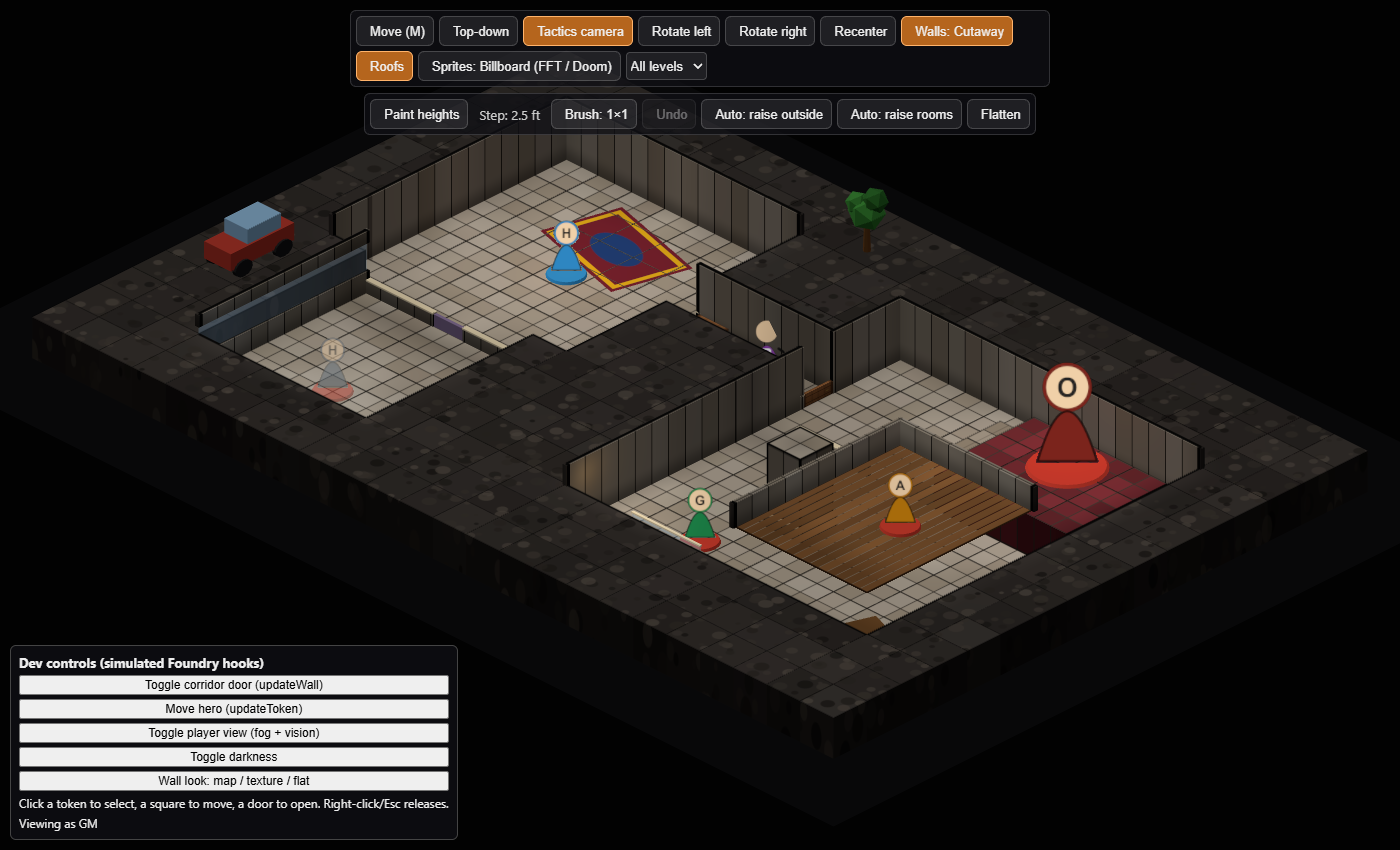 Move (M) Top-down Tactics camera Rotate left Rotate right Recenter Walls: Cutaway
Roofs Sprites: Billboard (FFT / Doom) All levels
Paint heights Step: 2.5 ft Brush: 1×1 Undo Auto: raise outside Auto: raise rooms Flatten
H
H
O
A
G
Dev controls (simulated Foundry hooks)
Toggle corridor door (updateWall)
Move hero (updateToken)
Toggle player view (fog + vision)
Toggle darkness
Wall look: map / texture / flat
Click a token to select, a square to move, a door to open. Right-click/Esc releases.
Viewing as GM